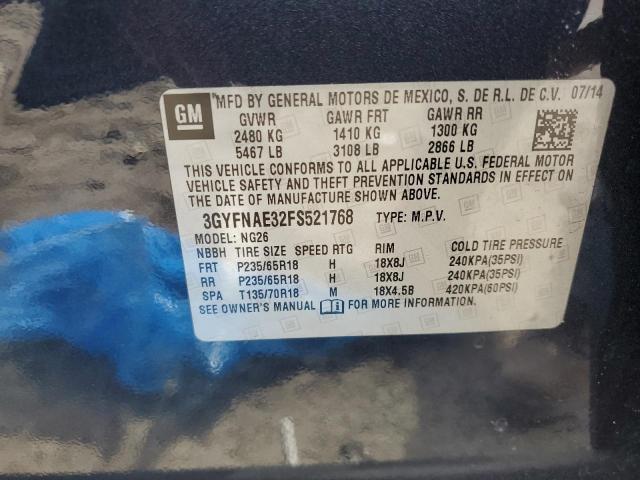 GM
MFD BY GENERAL MOTORS DE MEXICO, S. DE R.L. DE C.V. 07/14
GVWR GAWR FRT GAWR RR
2480 KG 1410 KG 1300 KG
5467 LB 3108 LB 2866 LB
THIS VEHICLE CONFORMS TO ALL APPLICABLE U.S. FEDERAL MOTOR
VEHICLE SAFETY AND THEFT PREVENTION STANDARDS IN EFFECT ON
THE DATE OF MANUFACTURE SHOWN ABOVE.
3GYFNAE32FS521768 TYPE: M.P.V.
MODEL: NG26
NBBH TIRE SIZE SPEED RTG RIM COLD TIRE PRESSURE
FRT P235/65R18 H 18X8J 240KPA(35PSI)
RR P235/65R18 H 18X8J 240KPA(35PSI)
SPA T135/70R18 M 18X4.5B 420KPA(60PSI)
SEE OWNER'S MANUAL FOR MORE INFORMATION.